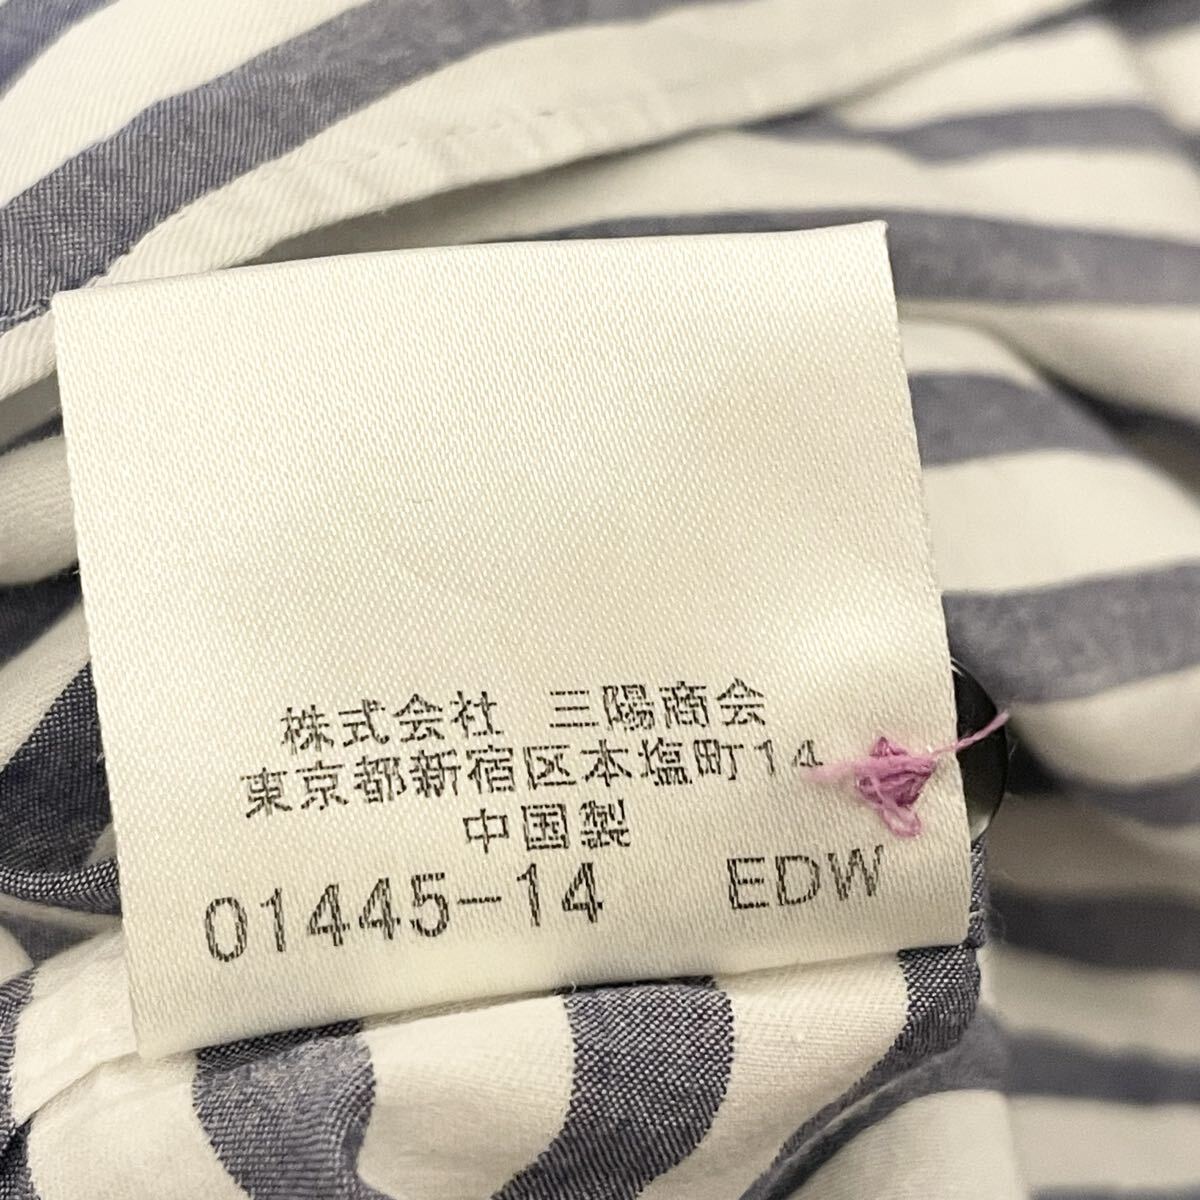 株式会社 三陽商会
東京都新宿区本塩町14
中国製
01445-14 EDW